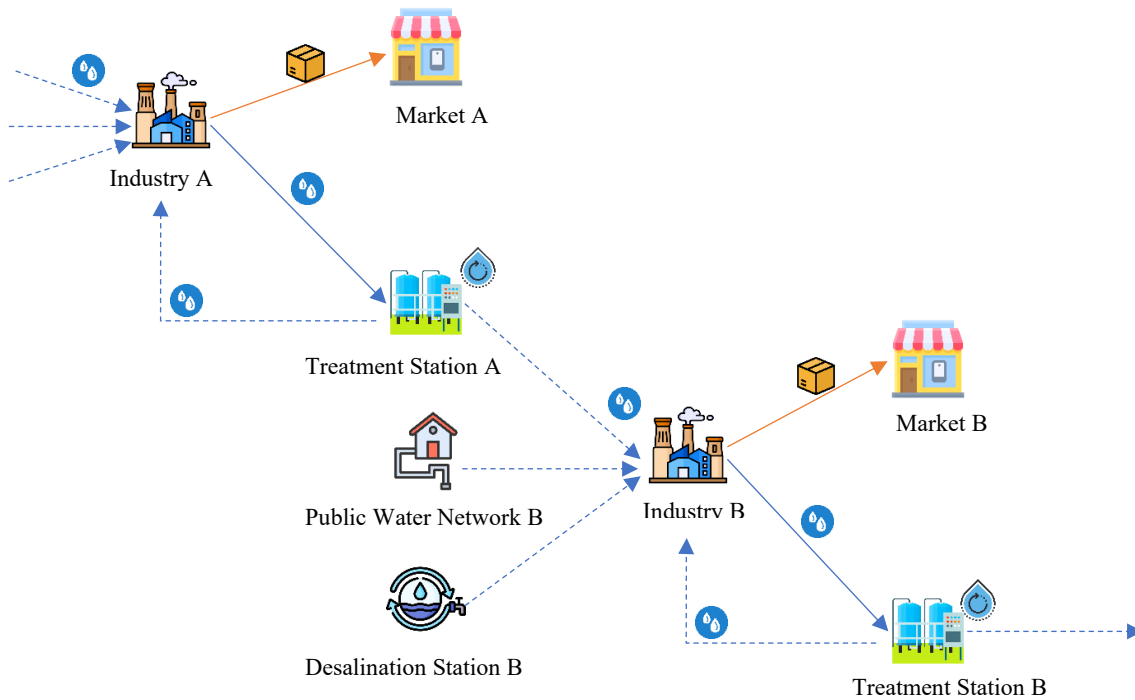 Market A
Industry A
Treatment Station A
Market B
Public Water Network B
Industry B
Desalination Station B
Treatment Station B